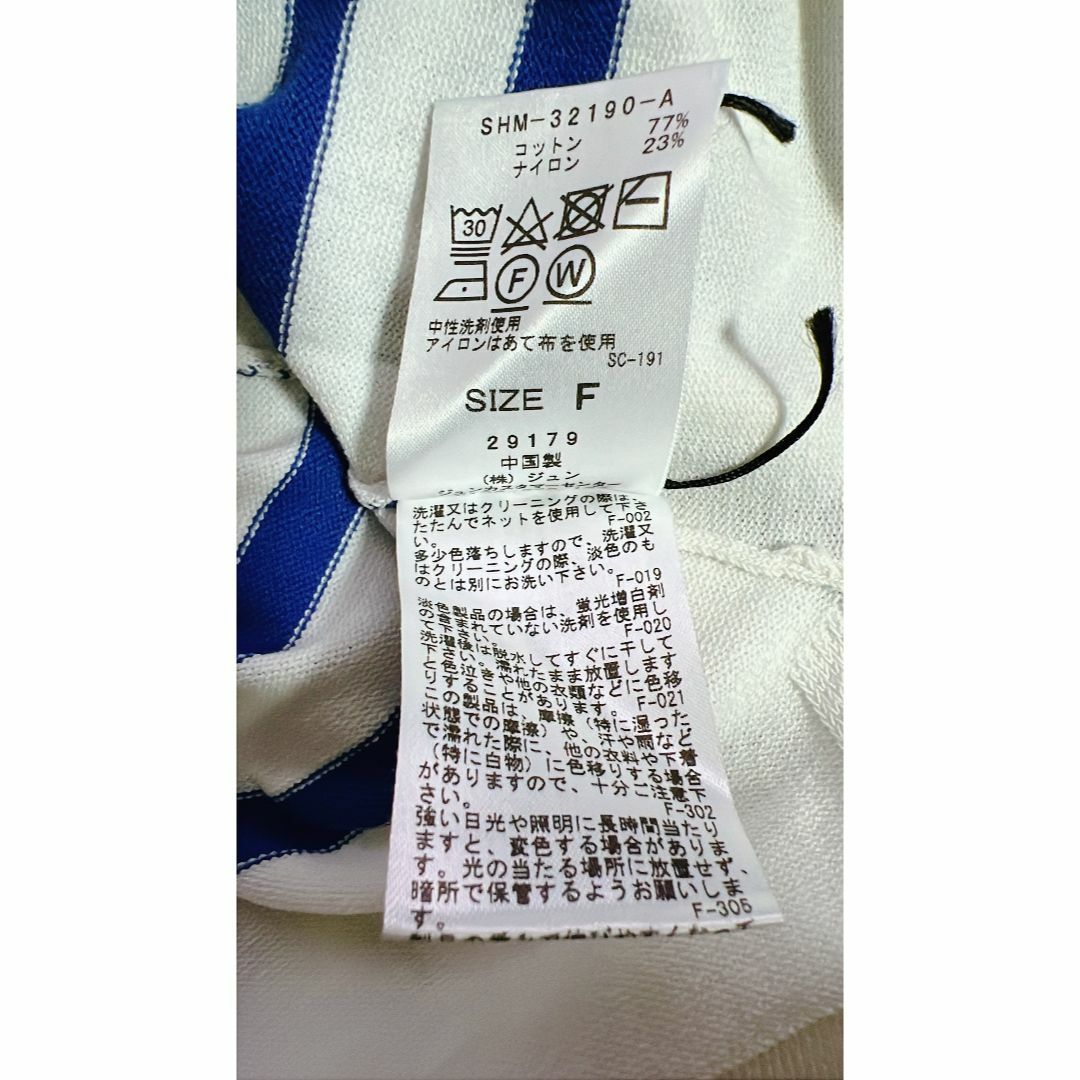 SHM-32190-A
コットン 77%
ナイロン 23%
30
F W
中性洗剤使用
アイロンはあて布を使用
SC-191
SIZE F
29179
中国製
(株) ジュン
ジュンカスタマーセンター
洗濯又はクリーニングの際は、
たたんでネットを使用して下さ
い。 F-002
多少色落ちしますので、洗濯又
はクリーニングの際、淡色のも
のとは別にお洗い下さい。
F-019
淡色製品の場合は、蛍光増白剤
の含まれていない洗剤を使用し
て下さい。 F-020
洗濯後は脱水してすぐに干して
下さい。濡れたまま放置します
と色泣きや他の衣類などに色移
りすることがあります。 F-021
この製品は、摩擦(特に湿った
状態での摩擦)や、汗や雨など
で濡れた際に、他の衣料や下着
(特に白物)に色移りする場合
がありますので、十分ご注意下
さい。 F-302
強い日光や照明に長時間当たり
ますと、変色する場合がありま
す。光の当たる場所に放置せず、
暗所で保管するようお願いしま
す。 F-305